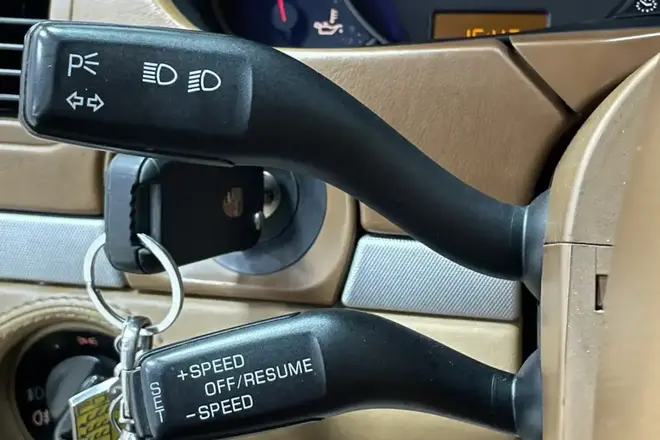 P
+SPEED
OFF/RESUME
-SPEED
SET